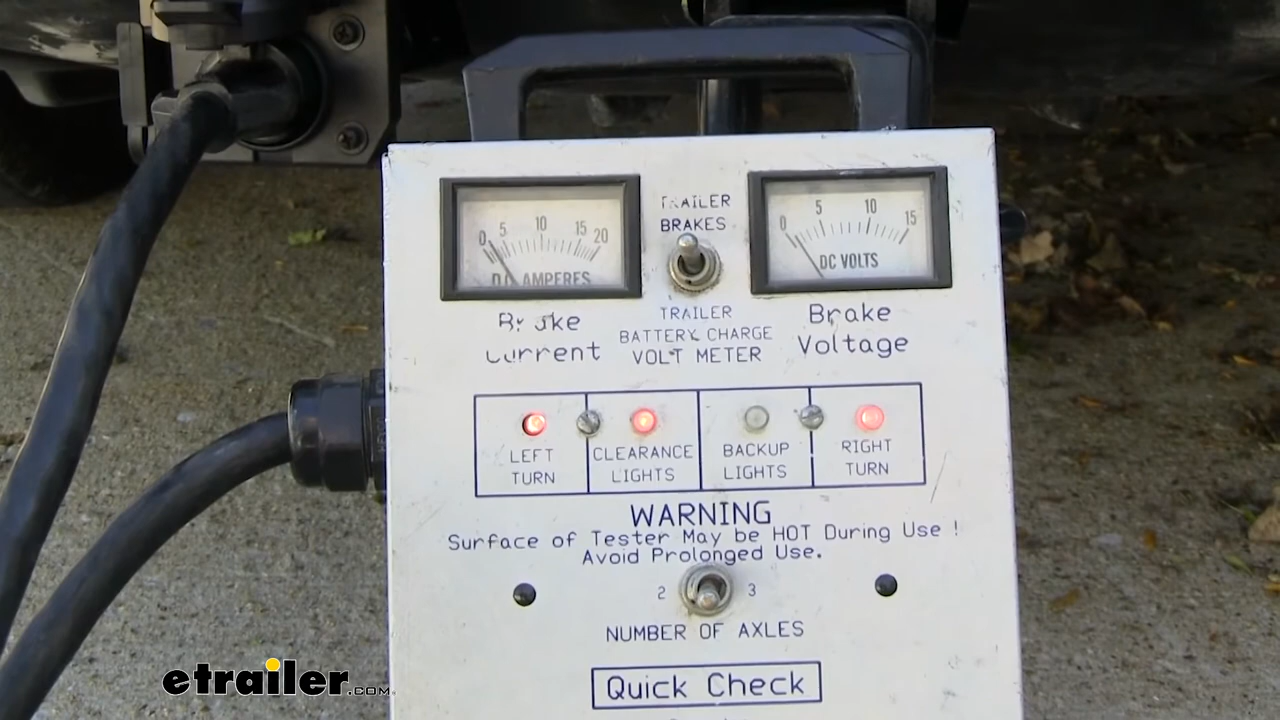 0 5 10 15 20
D.C. AMPERES
TRAILER
BRAKES
0 5 10 15
DC VOLTS
Brake
Current
TRAILER
BATTERY CHARGE
VOLT METER
Brake
Voltage
LEFT
TURN
CLEARANCE
LIGHTS
BACKUP
LIGHTS
RIGHT
TURN
WARNING
Surface of Tester May be HOT During Use !
Avoid Prolonged Use.
2 3
NUMBER OF AXLES
Quick Check
etrailer.com